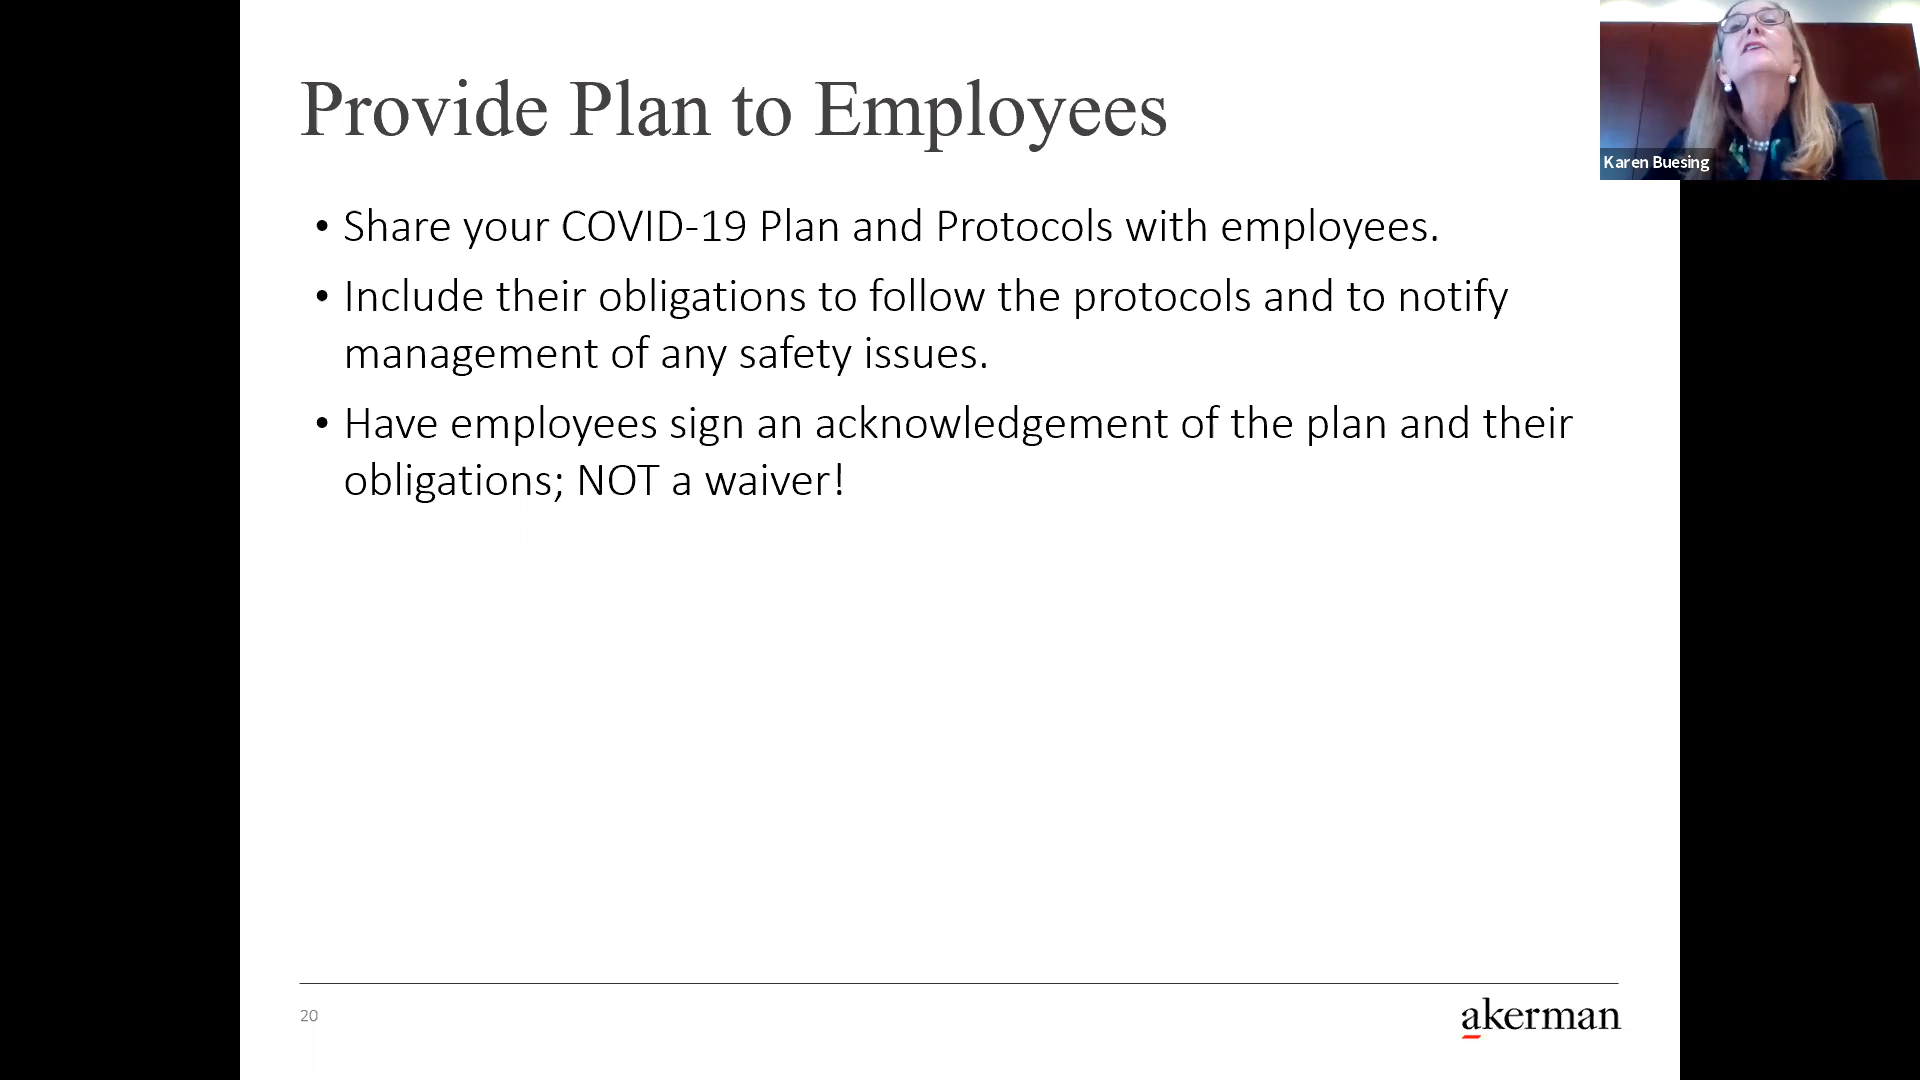 Provide Plan to Employees
Karen Buesing
• Share your COVID-19 Plan and Protocols with employees.
• Include their obligations to follow the protocols and to notify
management of any safety issues.
• Have employees sign an acknowledgement of the plan and their
obligations; NOT a waiver!
20
akerman